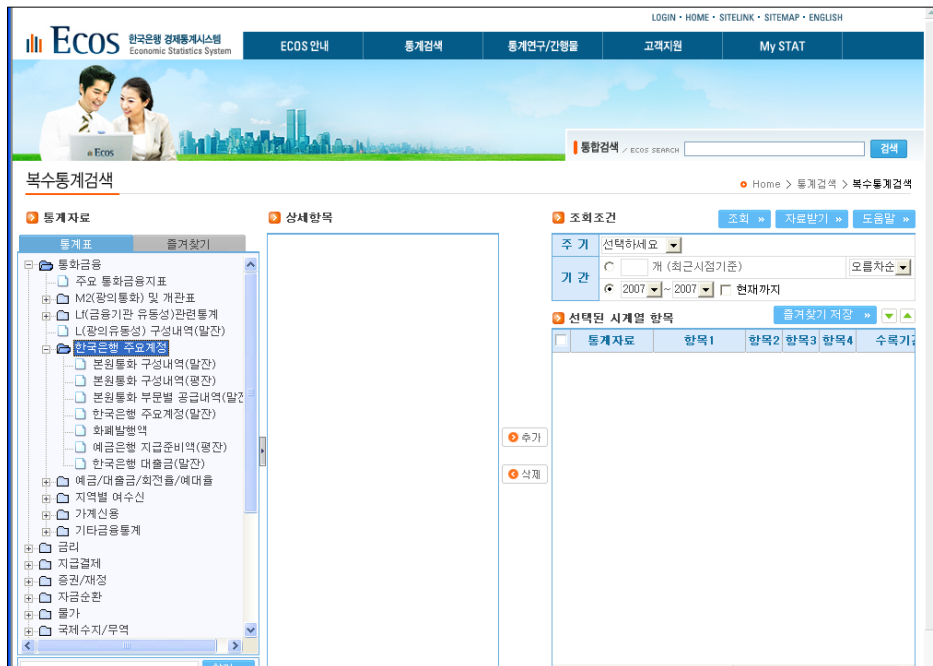 LOGIN · HOME · SITELINK · SITEMAP · ENGLISH
Ecos 한국은행 경제통계시스템
Economic Statistics System
ECOS 안내 통계검색 통계연구/간행물 고객지원 My STAT
Ecos
통합검색 / ECOS SEARCH 검색
복수통계검색
Home > 통계검색 > 복수통계검색
통계자료 상세항목 조회조건 조회 » 자료받기 » 도움말 »
통계표 즐겨찾기
주 기 선택하세요
기 간 개 (최근시점기준) 오름차순
2007 ~ 2007 현재까지
선택된 시계열 항목 즐겨찾기 저장 »
통계자료 항목1 항목2 항목3 항목4 수록기간
통화금융
주요 통화금융지표
M2(광의통화) 및 개관표
Lf(금융기관 유동성)관련통계
L(광의유동성) 구성내역(말잔)
한국은행 주요계정
본원통화 구성내역(말잔)
본원통화 구성내역(평잔)
본원통화 부문별 공급내역(말잔
한국은행 주요계정(말잔)
화폐발행액
예금은행 지급준비액(평잔)
한국은행 대출금(말잔)
예금/대출금/회전율/예대율
지역별 여수신
가계신용
기타금융통계
금리
지급결제
증권/재정
자금순환
물가
국제수지/무역
추가
삭제